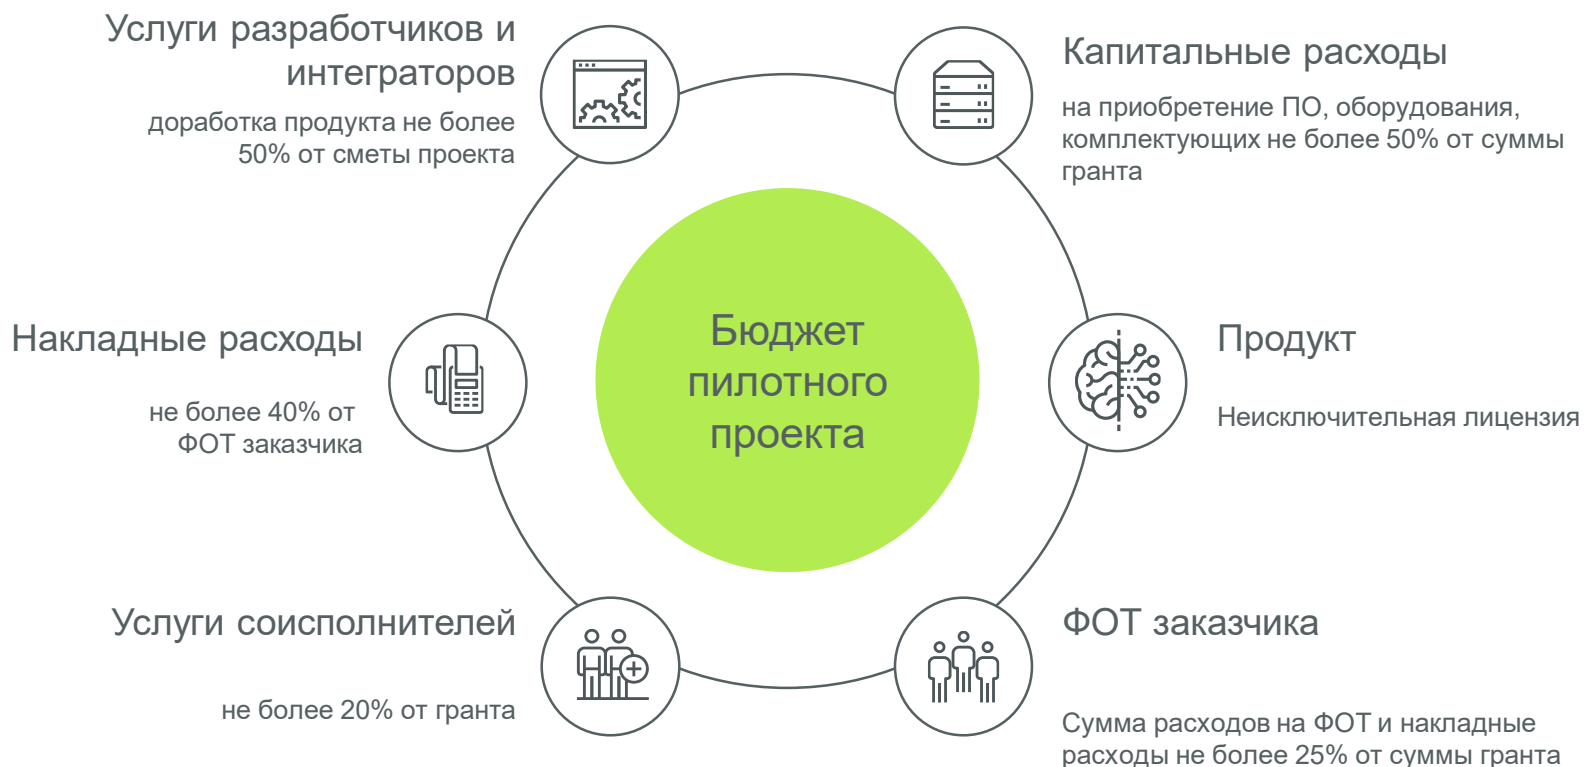 Услуги разработчиков и
интеграторов
доработка продукта не более
50% от сметы проекта
Капитальные расходы
на приобретение ПО, оборудования,
комплектующих не более 50% от суммы
гранта
Накладные расходы
не более 40% от
ФОТ заказчика
Бюджет
пилотного
проекта
Продукт
Неисключительная лицензия
Услуги соисполнителей
не более 20% от гранта
ФОТ заказчика
Сумма расходов на ФОТ и накладные
расходы не более 25% от суммы гранта